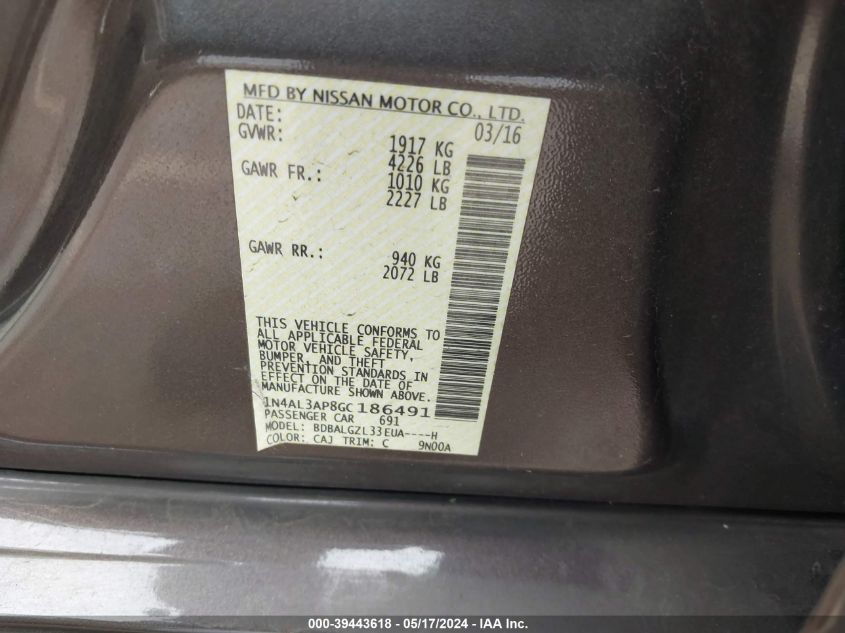 MFD BY NISSAN MOTOR CO., LTD.
DATE: 03/16
GVWR: 1917 KG
4226 LB
GAWR FR.: 1010 KG
2227 LB
GAWR RR.: 940 KG
2072 LB
THIS VEHICLE CONFORMS TO
ALL APPLICABLE FEDERAL
MOTOR VEHICLE SAFETY,
BUMPER, AND THEFT
PREVENTION STANDARDS IN
EFFECT ON THE DATE OF
MANUFACTURE SHOWN ABOVE.
1N4AL3AP8GC186491
PASSENGER CAR 691
MODEL: BDBALGZL33EUA----H
COLOR: CAJ TRIM: C 9N00A
000-39443618 - 05/17/2024 - IAA Inc.